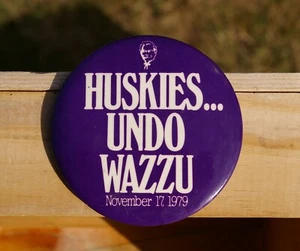 HUSKIES...
UNDO
WAZZU
November 17, 1979